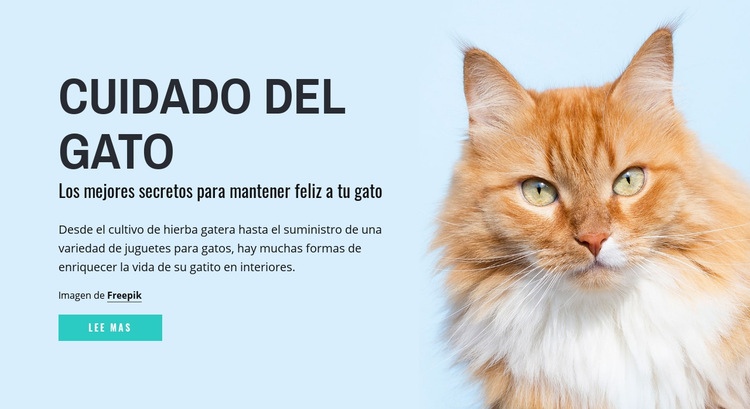 CUIDADO DEL
GATO
Los mejores secretos para mantener feliz a tu gato
Desde el cultivo de hierba gatera hasta el suministro de una
variedad de juguetes para gatos, hay muchas formas de
enriquecer la vida de su gatito en interiores.
Imagen de Freepik
LEE MAS